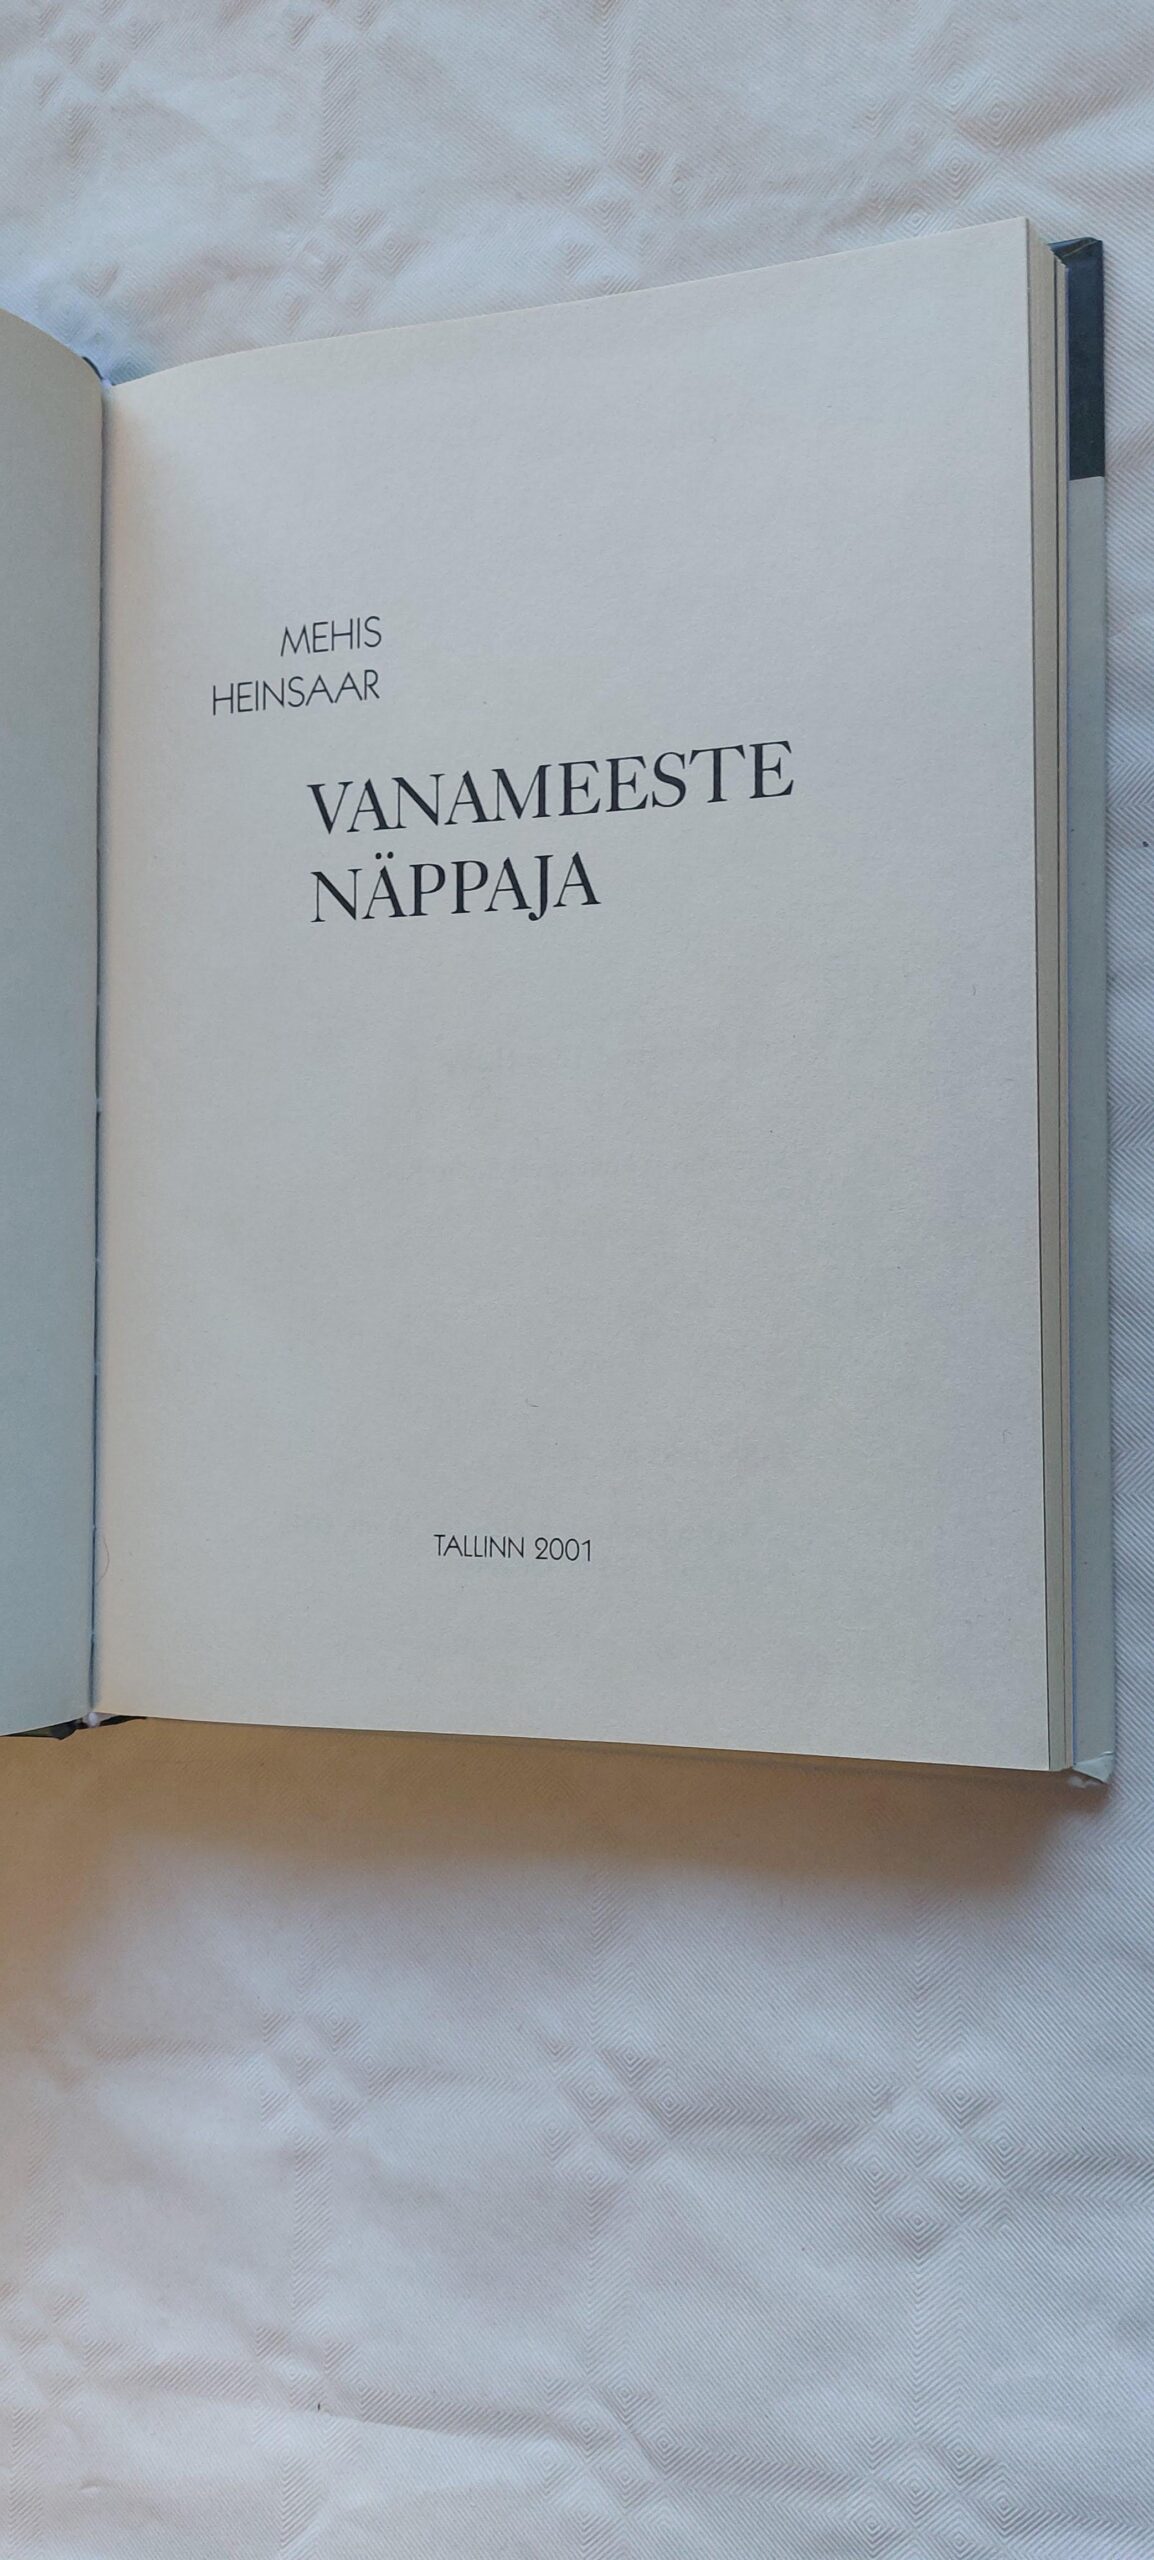 MEHIS
HEINSAAR
VANAMEESTE
NÄPPAJA
TALLINN 2001